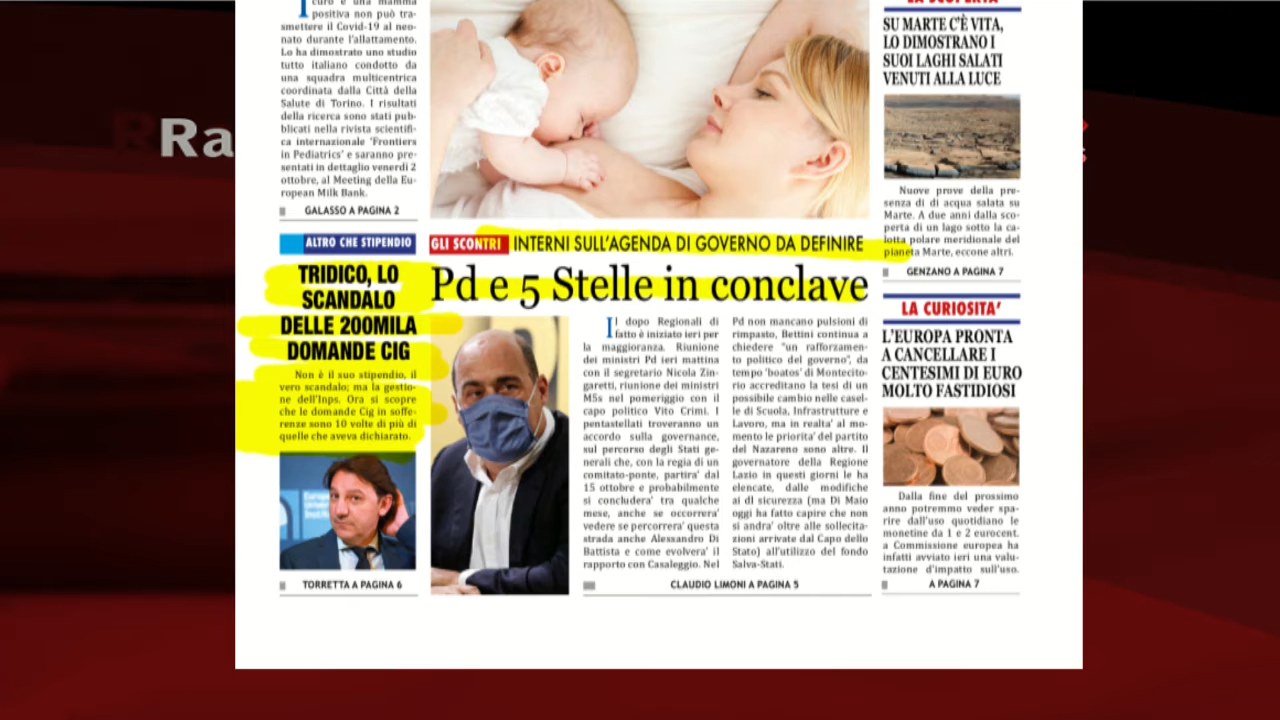 Ra
curo e una mamma
positiva non può tra-
smettere il Covid-19 al neo-
nato durante l'allattamento.
Lo ha dimostrato uno studio
tutto italiano condotto da
una squadra multicentrica
coordinata dalla Città della
Salute di Torino. I risultati
della ricerca sono stati pub-
blicati nella rivista scientifi-
ca internazionale 'Frontiers
in Pediatrics' e saranno pre-
sentati in dettaglio venerdì 2
ottobre, al Meeting della Eu-
ropean Milk Bank.
GALASSO A PAGINA 2
ALTRO CHE STIPENDIO
TRIDICO, LO
SCANDALO
DELLE 200MILA
DOMANDE CIG
Non è il suo stipendio, il
vero scandalo; ma la gestio-
ne dell'Inps. Ora si scopre
che le domande Cig in soffe-
renze sono 10 volte di più di
quelle che aveva dichiarato.
TORRETTA A PAGINA 6
GLI SCONTRI INTERNI SULL'AGENDA DI GOVERNO DA DEFINIRE
Pd e 5 Stelle in conclave
Il dopo Regionali di
fatto è iniziato ieri per
la maggioranza. Riunione
dei ministri Pd ieri mattina
con il segretario Nicola Zin-
garetti, riunione dei ministri
M5s nel pomeriggio con il
capo politico Vito Crimi. I
pentastellati troveranno un
accordo sulla governance,
sul percorso degli Stati ge-
nerali che, con la regia di un
comitato-ponte, partira' dal
15 ottobre e probabilmente
si concludera' tra qualche
mese, anche se occorrera'
vedere se percorrera' questa
strada anche Alessandro Di
Battista e come evolvera' il
rapporto con Casaleggio. Nel
Pd non mancano pulsioni di
rimpasto, Bettini continua a
chiedere "un rafforzamen-
to politico del governo", da
tempo 'boatos' di Montecito-
rio accreditano la tesi di un
possibile cambio nelle casel-
le di Scuola, Infrastrutture e
Lavoro, ma in realta' al mo-
mento le priorita' del partito
del Nazareno sono altre. Il
governatore della Regione
Lazio in questi giorni le ha
elencate, dalle modifiche
ai dl sicurezza (ma Di Maio
oggi ha fatto capire che non
si andra' oltre alle sollecita-
zioni arrivate dal Capo dello
Stato) all'utilizzo del fondo
Salva-Stati.
CLAUDIO LIMONI A PAGINA 5
LA SCOPERTA
SU MARTE C'È VITA,
LO DIMOSTRANO I
SUOI LAGHI SALATI
VENUTI ALLA LUCE
Nuove prove della pre-
senza di di acqua salata su
Marte. A due anni dalla sco-
perta di un lago sotto la ca-
lotta polare meridionale del
pianeta Marte, eccone altri.
GENZANO A PAGINA 7
LA CURIOSITA'
L'EUROPA PRONTA
A CANCELLARE I
CENTESIMI DI EURO
MOLTO FASTIDIOSI
Dalla fine del prossimo
anno potremmo veder spa-
rire dall'uso quotidiano le
monetine da 1 e 2 eurocent.
a Commissione europea ha
infatti avviato ieri una valu-
tazione d'impatto sull'uso.
A PAGINA 7